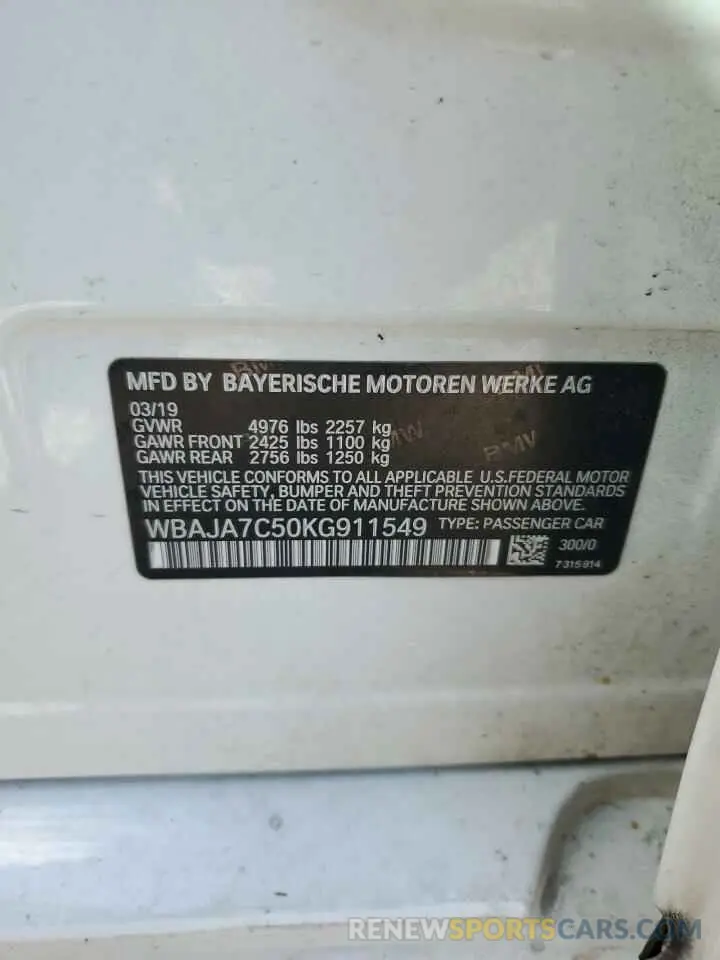 MFD BY BAYERISCHE MOTOREN WERKE AG
03/19
GVWR 4976 lbs 2257 kg
GAWR FRONT 2425 lbs 1100 kg
GAWR REAR 2756 lbs 1250 kg
THIS VEHICLE CONFORMS TO ALL APPLICABLE U.S.FEDERAL MOTOR
VEHICLE SAFETY, BUMPER AND THEFT PREVENTION STANDARDS
IN EFFECT ON THE DATE OF MANUFACTURE SHOWN ABOVE.
WBAJA7C50KG911549 TYPE: PASSENGER CAR
300/0
7315914
RENEWSPORTSCARS.COM